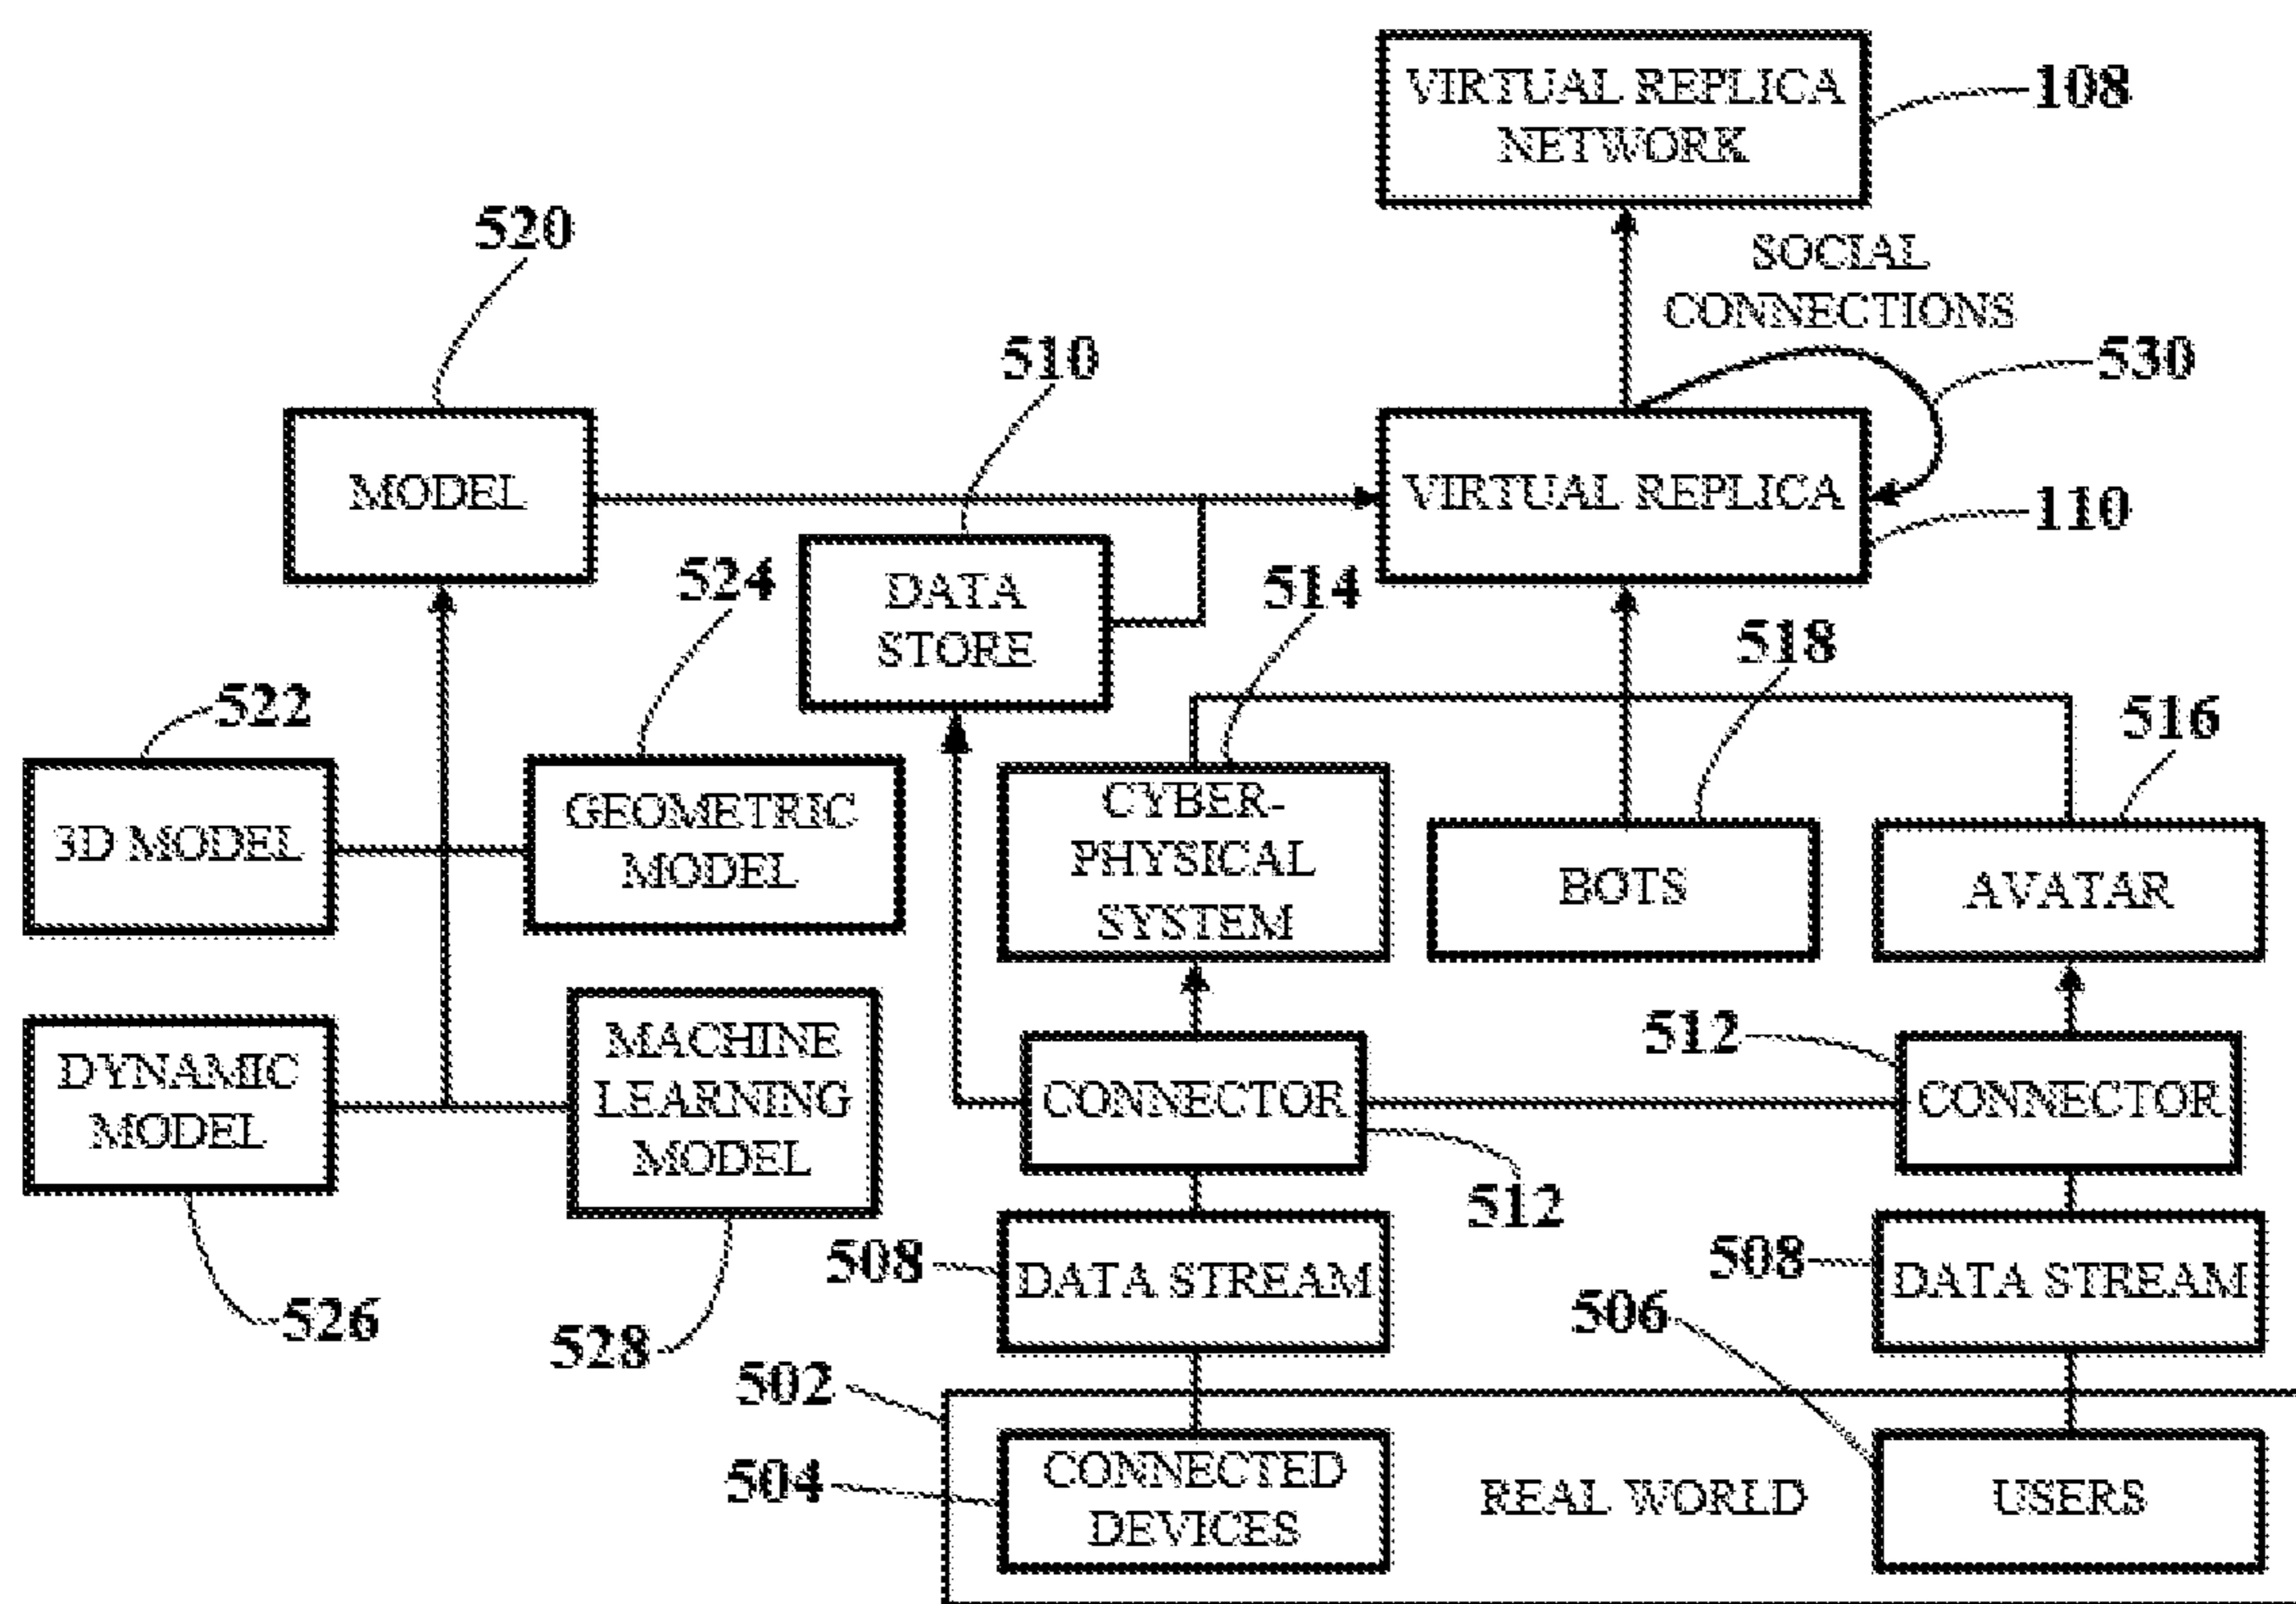 VIRTUAL REPLICA
NETWORK
108
SOCIAL
CONNECTIONS
530
520
510
MODEL
VIRTUAL REPLICA
110
DATA
STORE
524
514
518
522
516
3D MODEL
GEOMETRIC
MODEL
CYBER-
PHYSICAL
SYSTEM
BOTS
AVATAR
DYNAMIC
MODEL
MACHINE
LEARNING
MODEL
CONNECTOR
512
CONNECTOR
512
526
528
508
DATA STREAM
508
DATA STREAM
506
502
504
CONNECTED
DEVICES
REAL WORLD
USERS